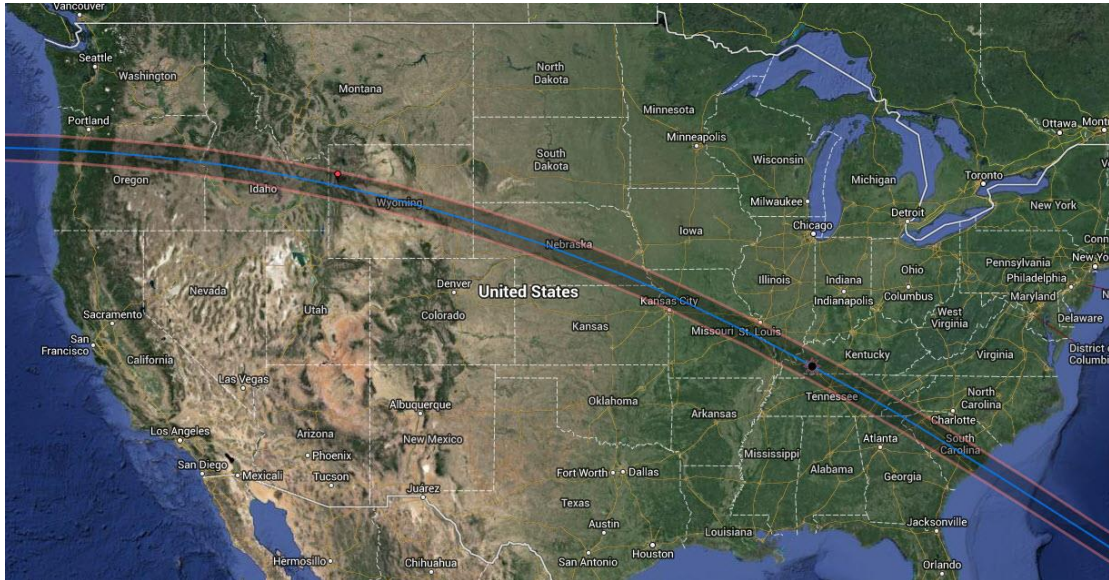 Vancouver
Seattle
Washington
Portland
Oregon
Idaho
Montana
Wyoming
North
Dakota
South
Dakota
Nebraska
Minnesota
Minneapolis
Wisconsin
Milwaukee
Iowa
Chicago
Michigan
Detroit
Toronto
Ottawa
New York
Nevada
Utah
Sacramento
San
Francisco
California
Las Vegas
Los Angeles
San Diego
Mexicali
Arizona
Phoenix
Tucson
Denver
Colorado
United States
Kansas
Kansas City
Missouri
St. Louis
Illinois
Indiana
Indianapolis
Ohio
Columbus
Pennsylvania
Philadelphia
Maryland
Delaware
West
Virginia
Virginia
District o
Columbi
Kentucky
Tennessee
North
Carolina
Charlotte
South
Carolina
Atlanta
Georgia
Alabama
Mississippi
Arkansas
Oklahoma
Albuquerque
New Mexico
Juárez
Fort Worth
Dallas
Texas
Austin
San Antonio
Houston
Louisiana
Jacksonville
Orlando
Hermosillo
Chihuahua